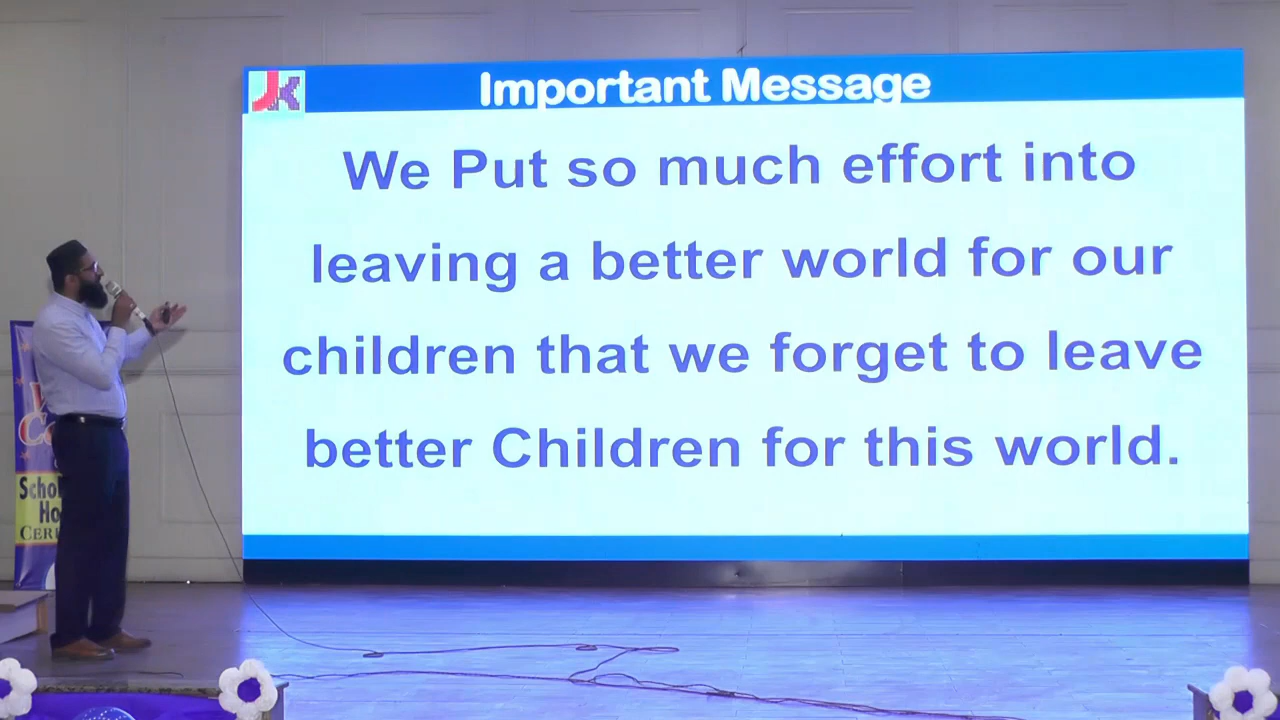 JK
Important Message
We Put so much effort into
leaving a better world for our
children that we forget to leave
better Children for this world.